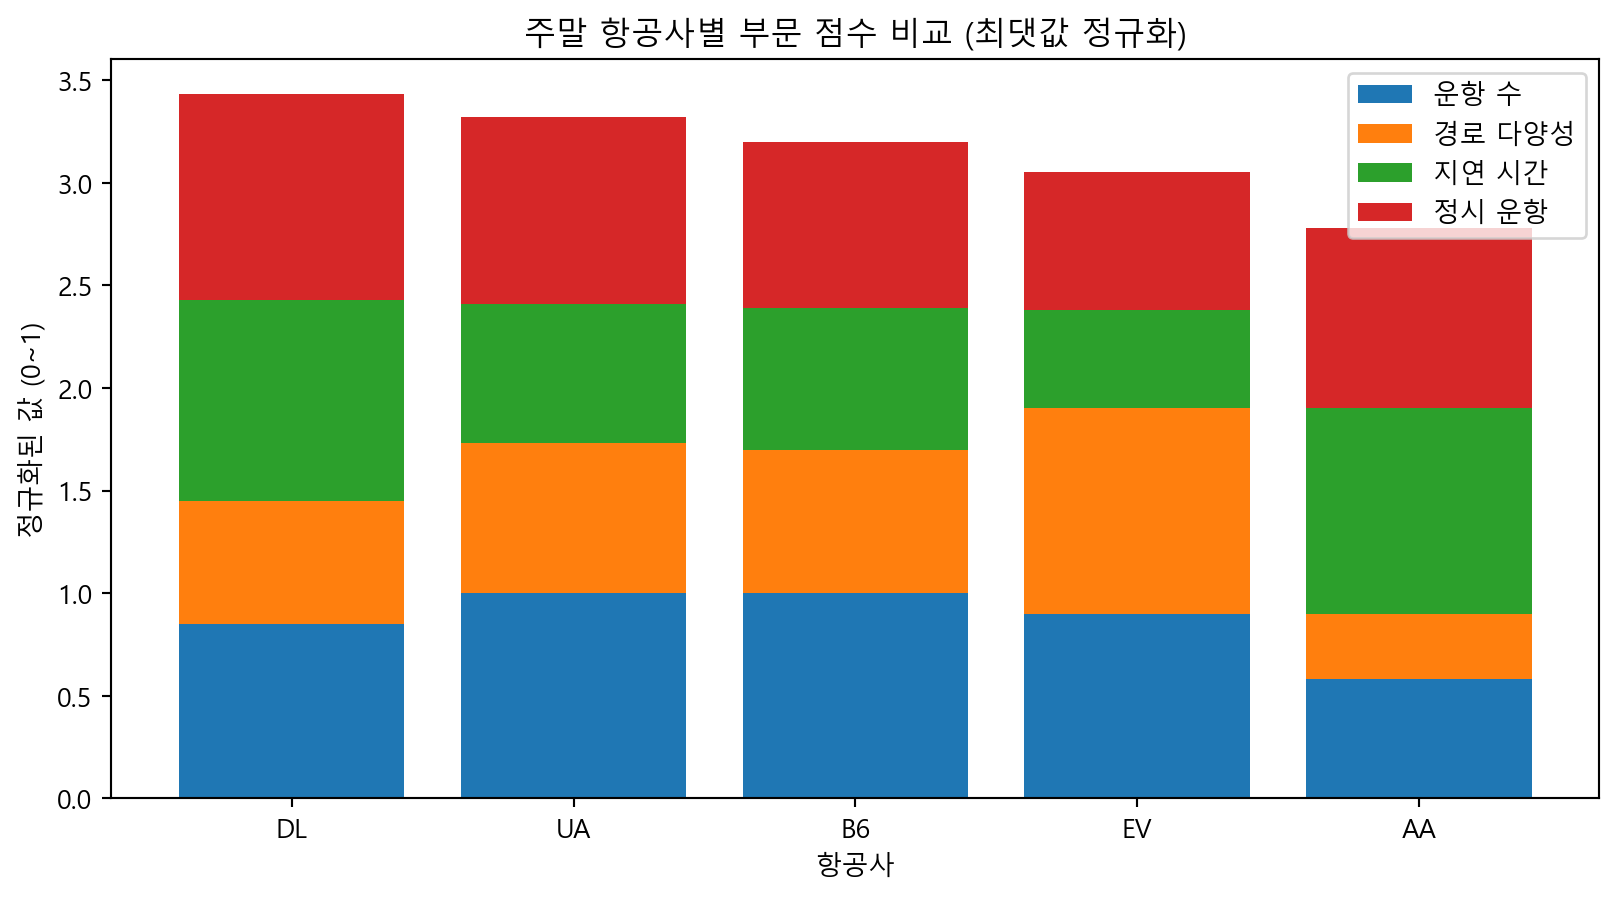 주말 항공사별 부문 점수 비교 (최댓값 정규화)
운항 수
경로 다양성
지연 시간
정시 운항
정규화된 값 (0~1)
3.5
3.0
2.5
2.0
1.5
1.0
0.5
0.0
DL UA B6 EV AA
항공사